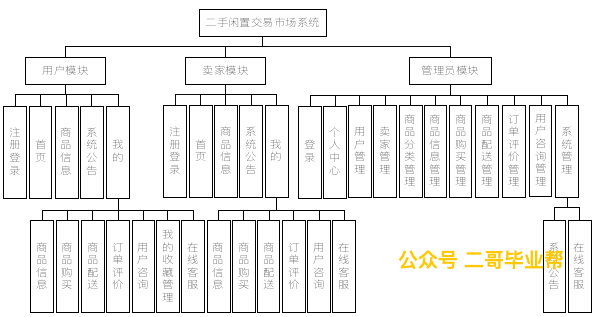 二手闲置交易市场系统
用户模块
卖家模块
管理员模块
注册登录
首页
商品信息
系统公告
我的
注册登录
首页
商品信息
系统公告
我的
登录
个人中心
用户管理
卖家管理
商品分类管理
商品信息管理
商品购买管理
商品配送管理
订单评价管理
用户咨询管理
系统管理
商品信息
商品购买
商品配送
订单评价
用户咨询
我的收藏管理
在线客服
商品信息
商品购买
商品配送
订单评价
用户咨询
在线客服
系统公告
在线客服
公众号 二哥毕业帮